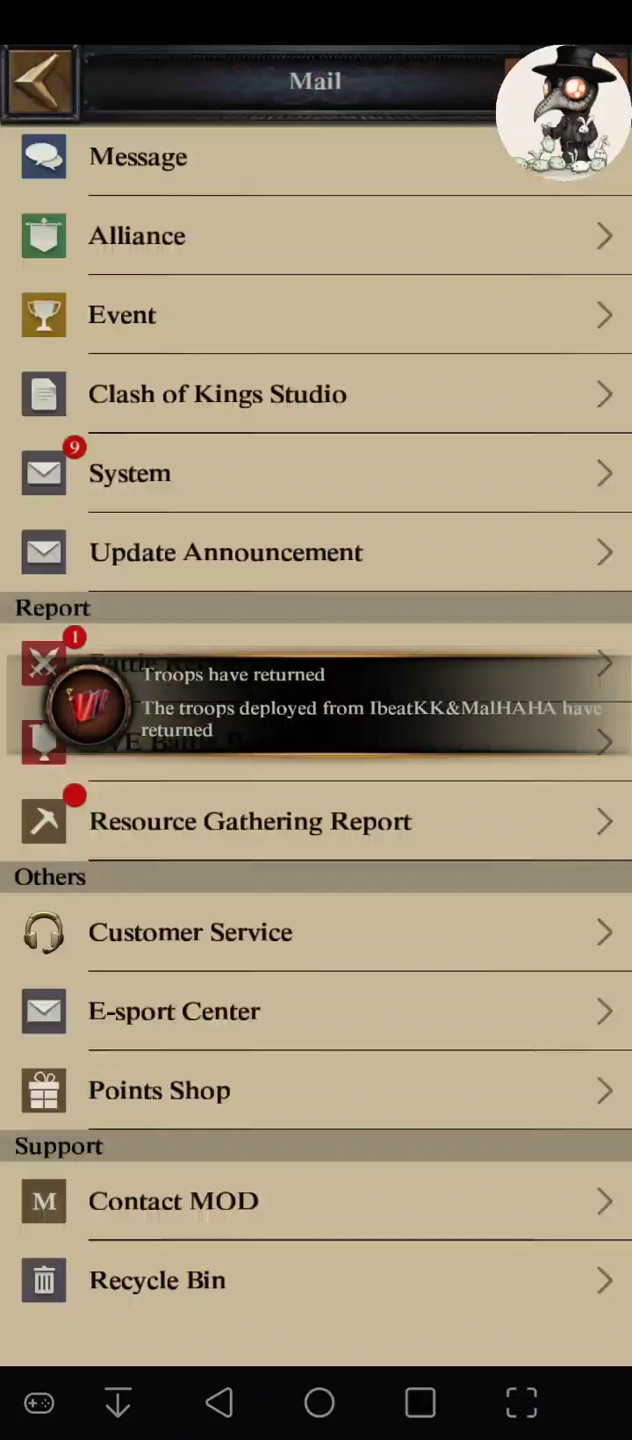 Mail
Message
Alliance
Event
Clash of Kings Studio
9
System
Update Announcement
Report
1
Troops have returned
The troops deployed from IbeatKK&MalHAHA have
returned
Resource Gathering Report
Others
Customer Service
E-sport Center
Points Shop
Support
M
Contact MOD
Recycle Bin